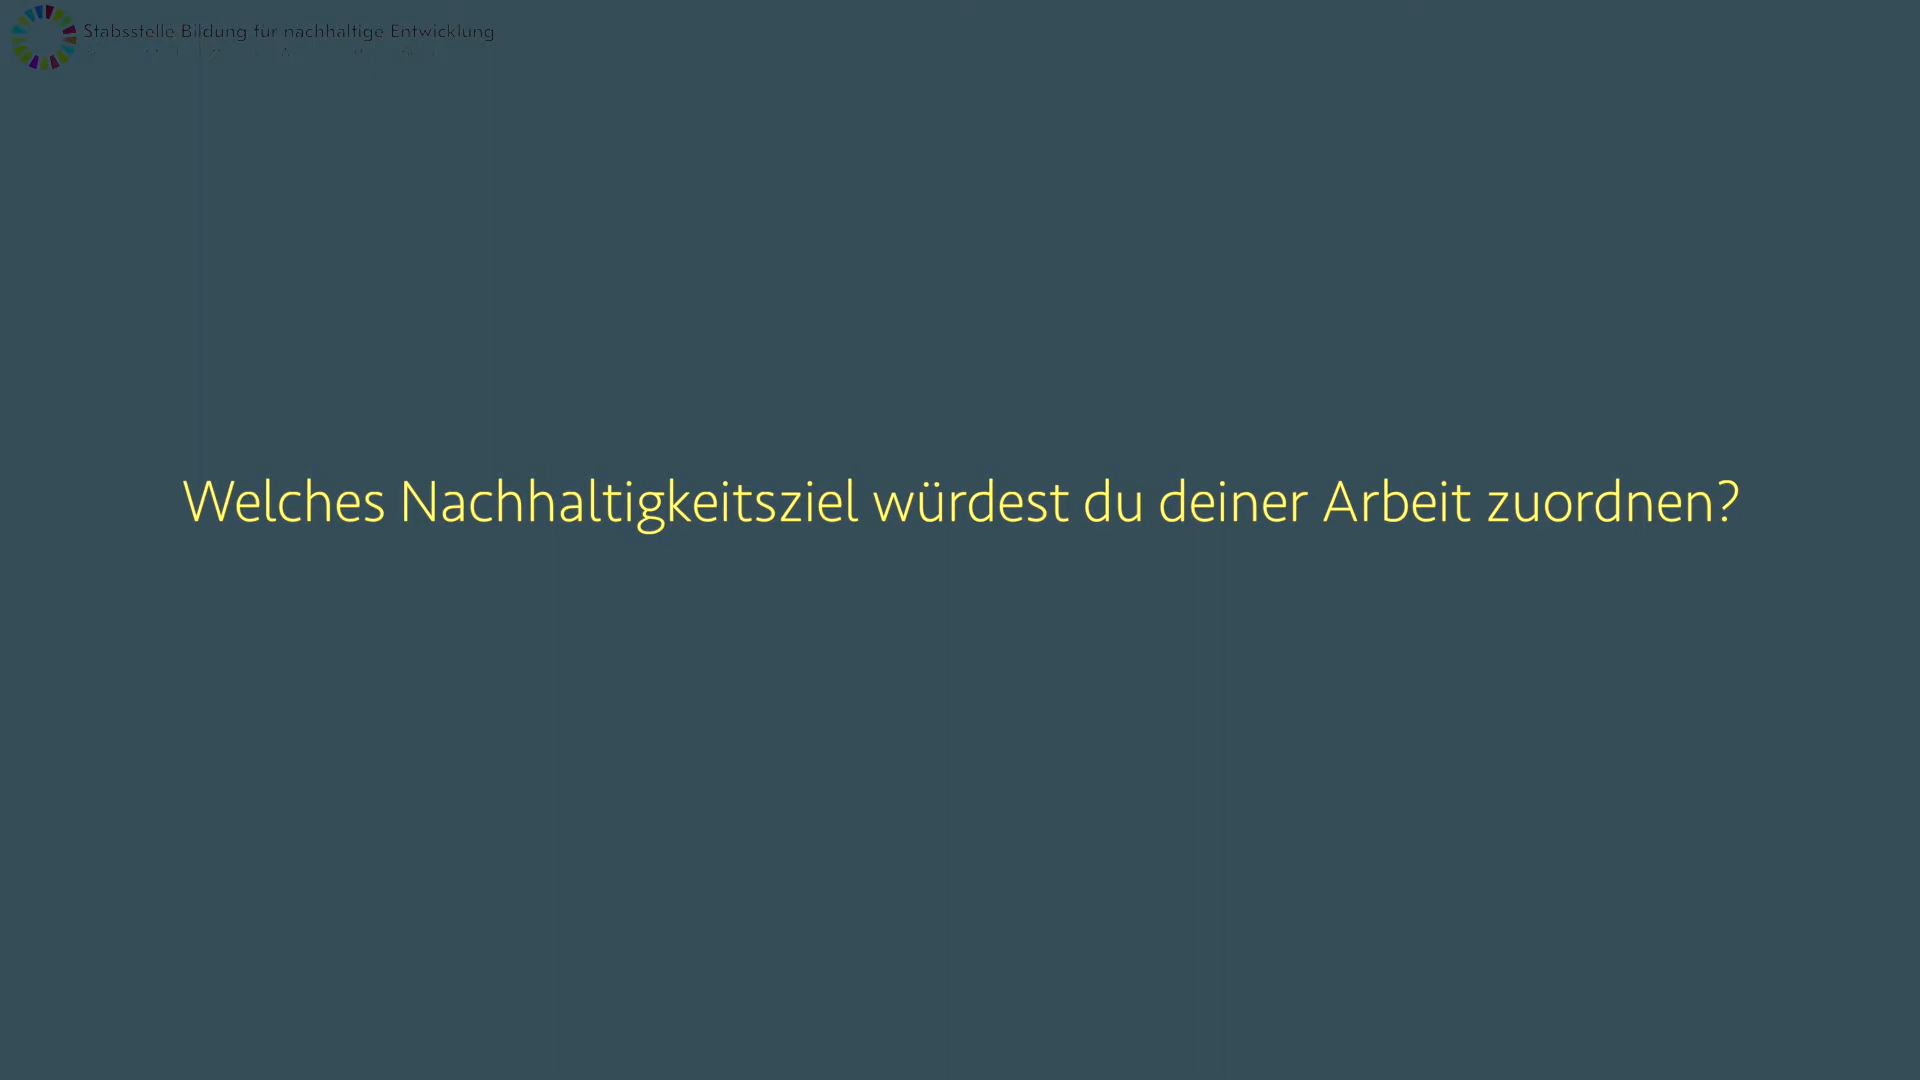 Stabsstelle Bildung für nachhaltige Entwicklung
Welches Nachhaltigkeitsziel würdest du deiner Arbeit zuordnen?